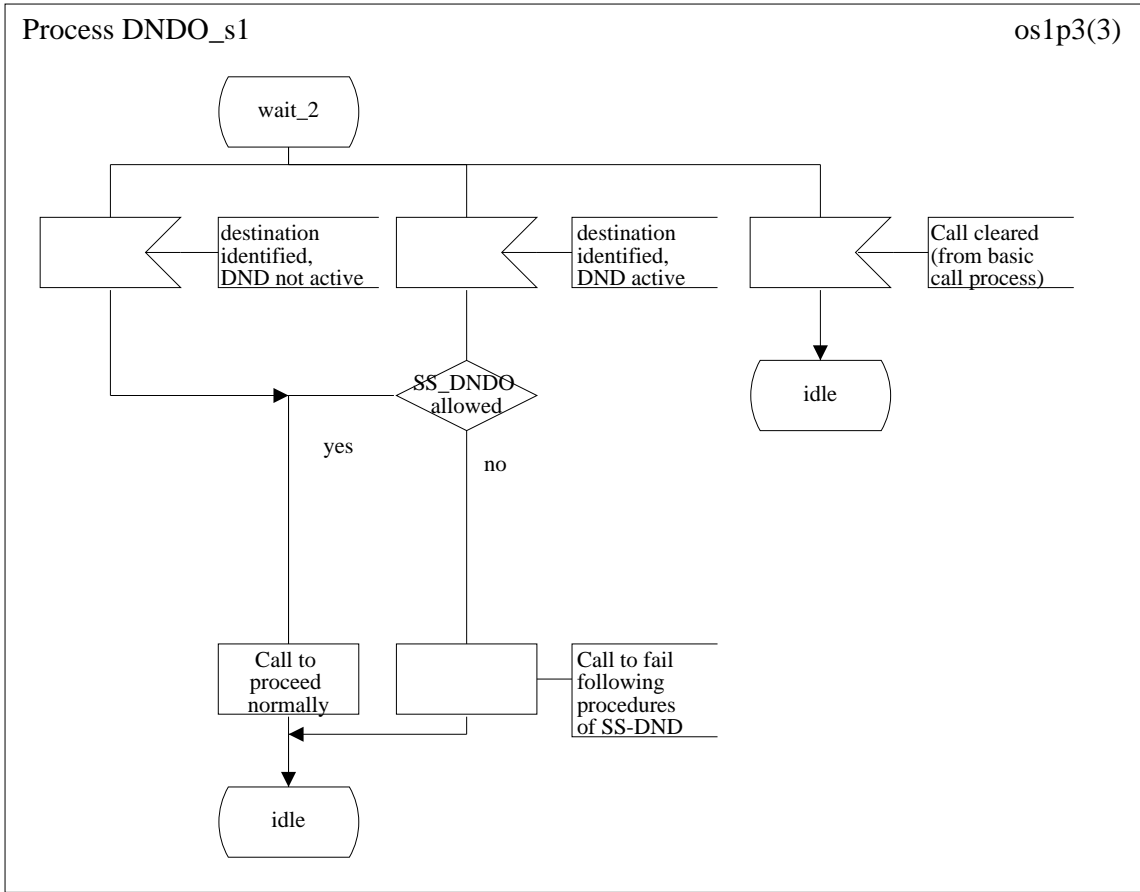 Process DNDO_s1
os1p3(3)
wait_2
destination
identified,
DND not active
destination
identified,
DND active
Call cleared
(from basic
call process)
SS_DNDO
allowed
idle
yes
no
Call to
proceed
normally
Call to fail
following
procedures
of SS-DND
idle